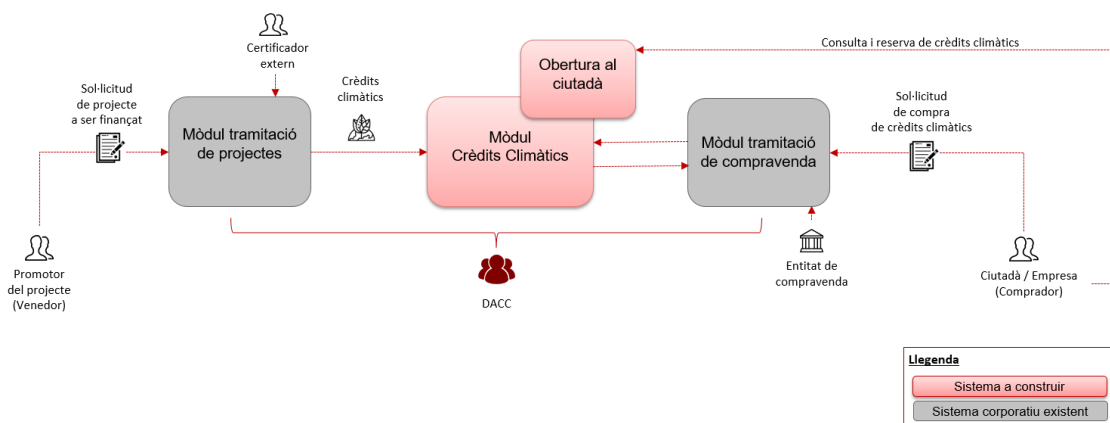 Certificador
extern
Consulta i reserva de crèdits climàtics
Obertura al
ciutadà
Sol·licitud
de projecte
a ser finançat
Crèdits
climàtics
Sol·licitud
de compra
de crèdits climàtics
Mòdul tramitació
de projectes
Mòdul
Crèdits Climàtics
Mòdul tramitació
de compravenda
Promotor
del projecte
(Venedor)
DACC
Entitat de
compravenda
Ciutadà / Empresa
(Comprador)
Llegenda
Sistema a construir
Sistema corporatiu existent